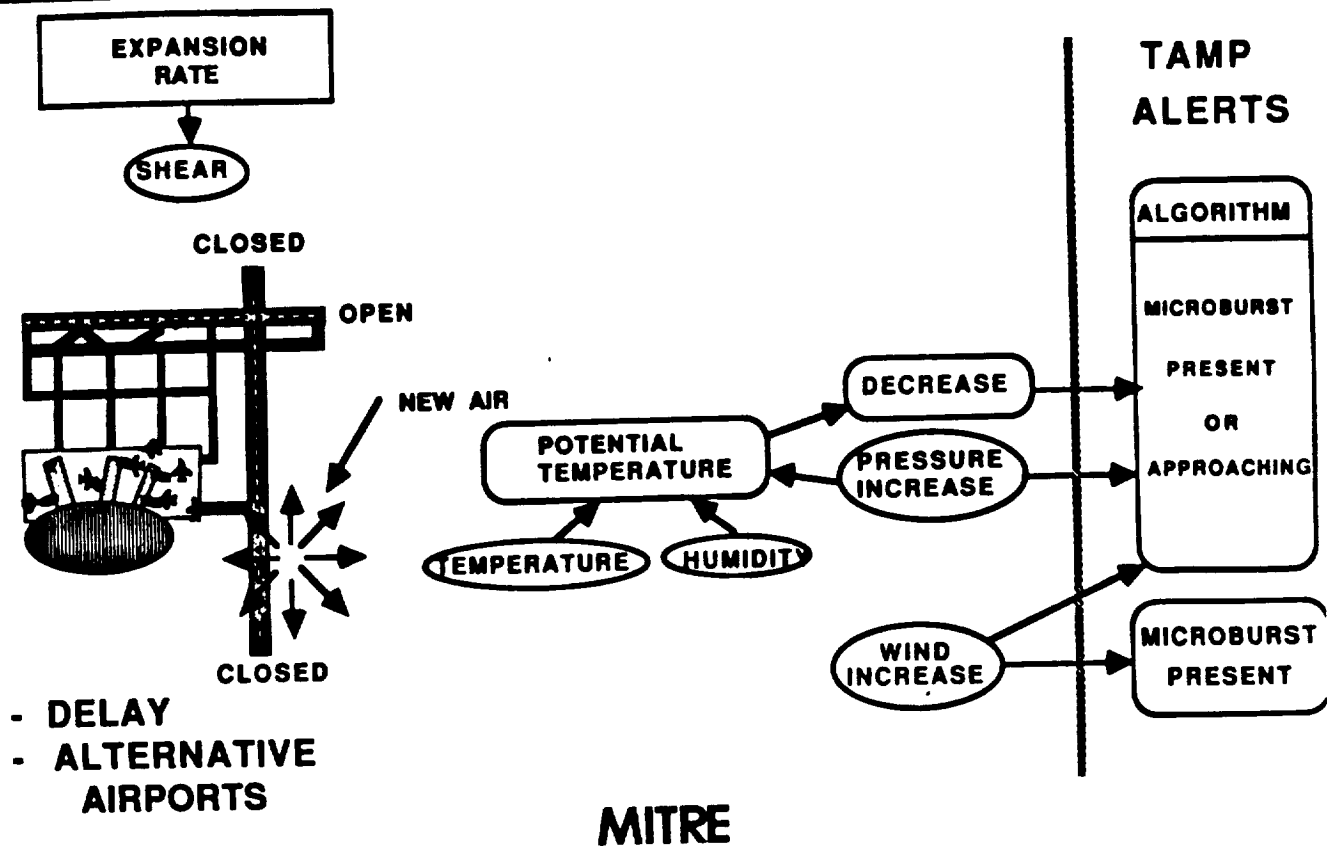 EXPANSION
RATE
SHEAR
CLOSED
OPEN
NEW AIR
CLOSED
- DELAY
- ALTERNATIVE
AIRPORTS
POTENTIAL
TEMPERATURE
TEMPERATURE
HUMIDITY
DECREASE
PRESSURE
INCREASE
WIND
INCREASE
TAMP
ALERTS
ALGORITHM
MICROBURST
PRESENT
OR
APPROACHING
MICROBURST
PRESENT
MITRE